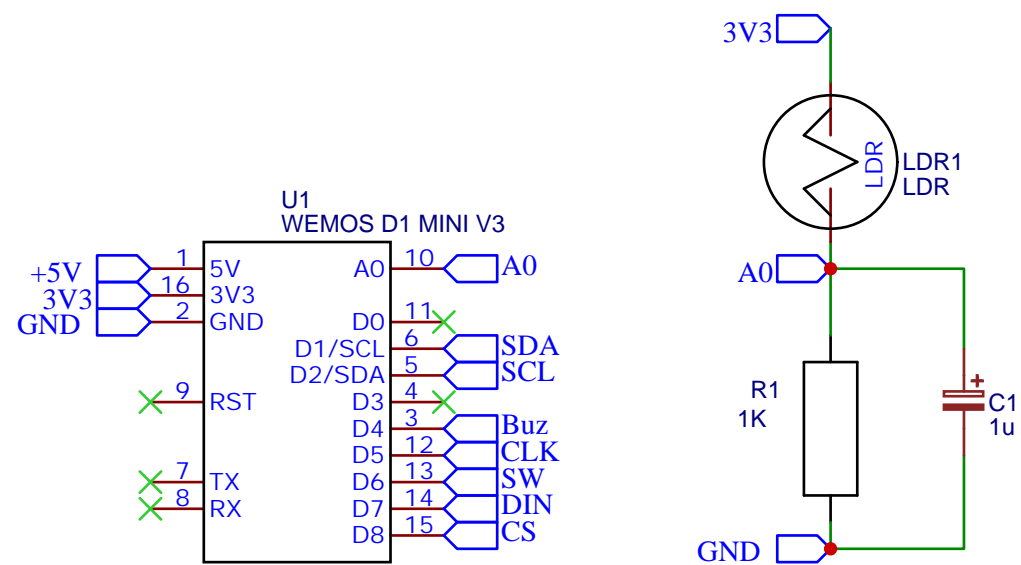 U1
WEMOS D1 MINI V3
+5V 1 5V
3V3 16 3V3
GND 2 GND
9 RST
7 TX
8 RX
A0 10 A0
D0 11
D1/SCL 6 SDA
D2/SDA 5 SCL
D3 4
D4 3 Buz
D5 12 CLK
D6 13 SW
D7 14 DIN
D8 15 CS
3V3
LDR
LDR1
LDR
A0
R1
1K
+
C1
1u
GND